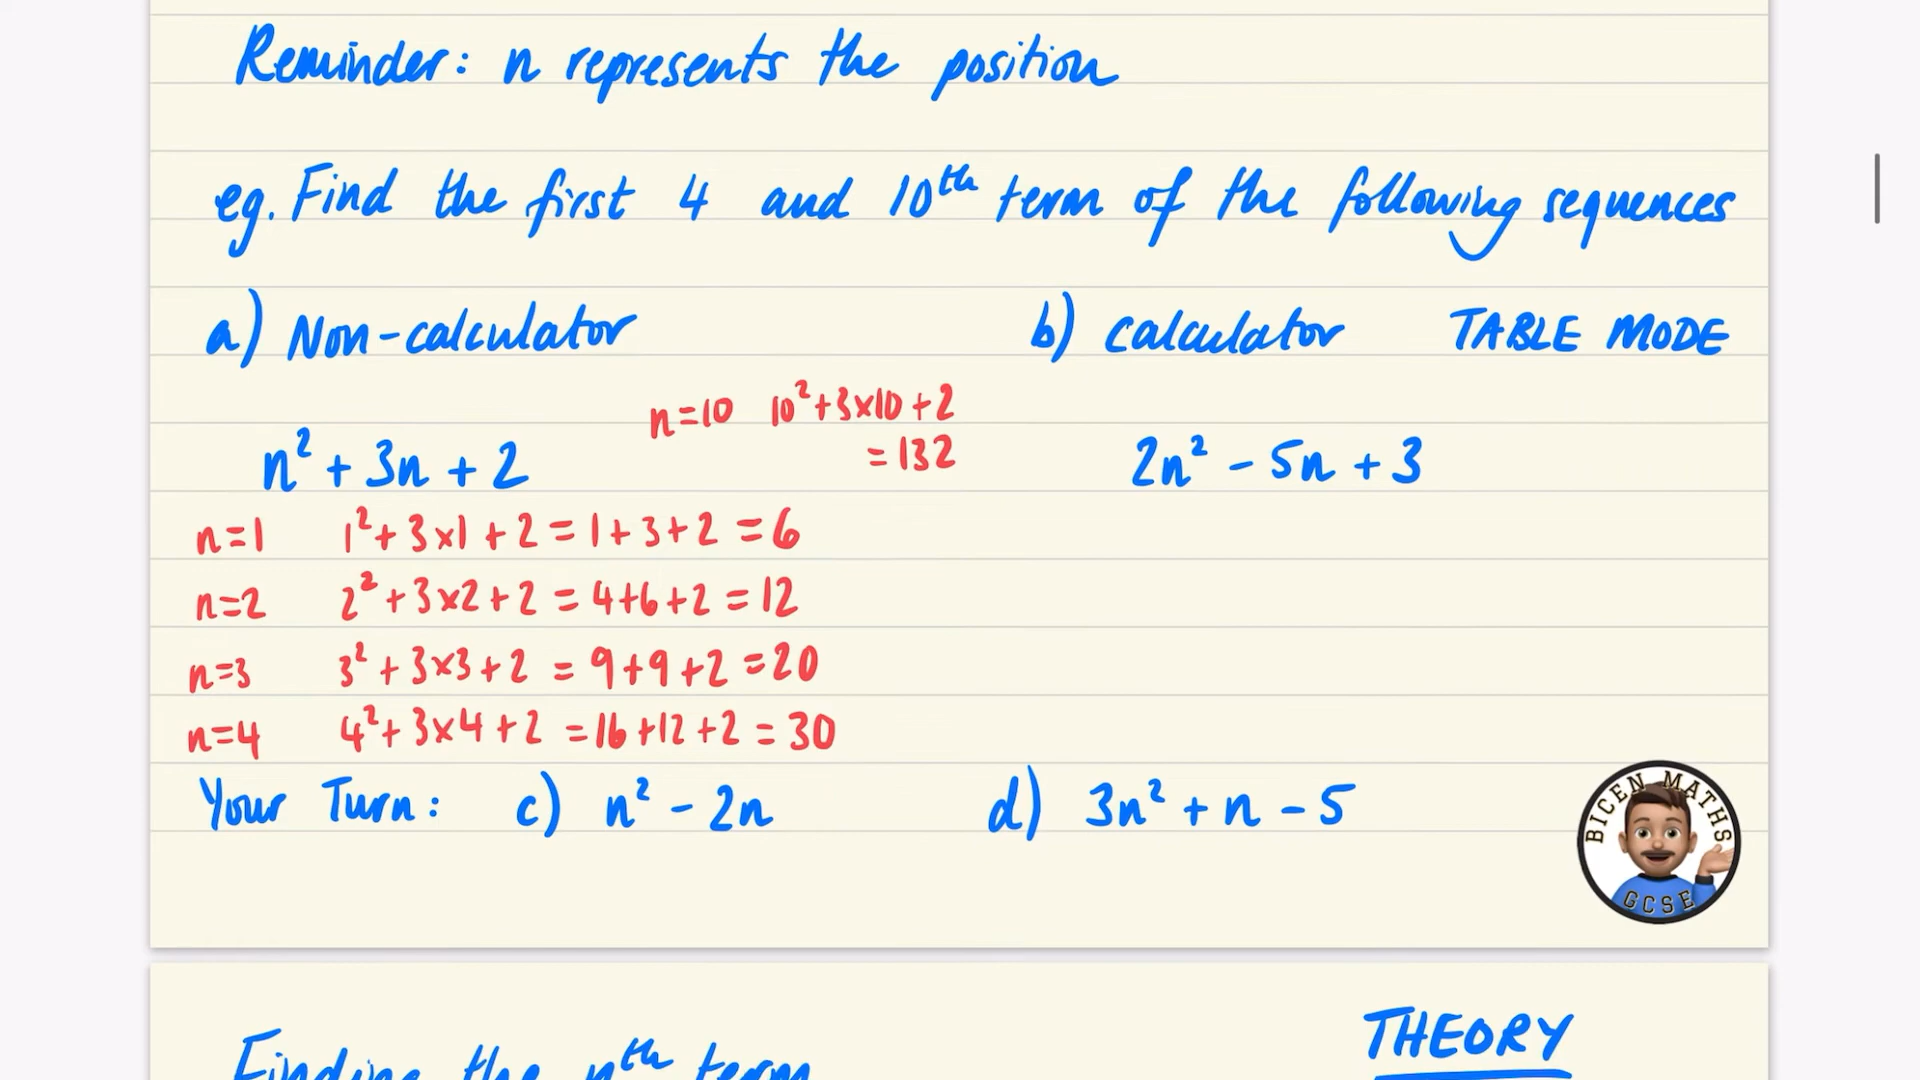 Reminder: n represents the position
eg. Find the first 4 and 10th term of the following sequences
a) Non-calculator
b) Calculator TABLE MODE
n=10 10² + 3×10 + 2
= 132
n² + 3n + 2
2n² - 5n + 3
n=1 1² + 3×1 + 2 = 1 + 3 + 2 = 6
n=2 2² + 3×2 + 2 = 4+6+2 = 12
n=3 3² + 3×3 + 2 = 9+9+2 = 20
n=4 4² + 3×4 + 2 = 16 +12 +2 = 30
Your Turn: c) n² - 2n d) 3n² + n - 5
BICEN MATHS
GCSE
THEORY
Finding the nth term